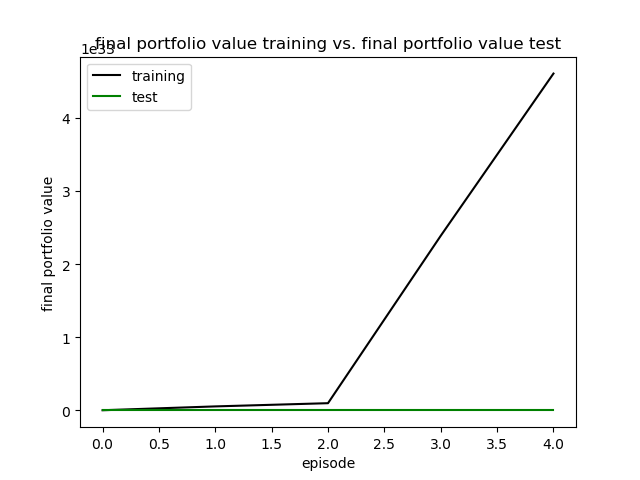 final portfolio value training vs. final portfolio value test
training
test
4
3
2
1
0
final portfolio value
0.0 0.5 1.0 1.5 2.0 2.5 3.0 3.5 4.0
episode